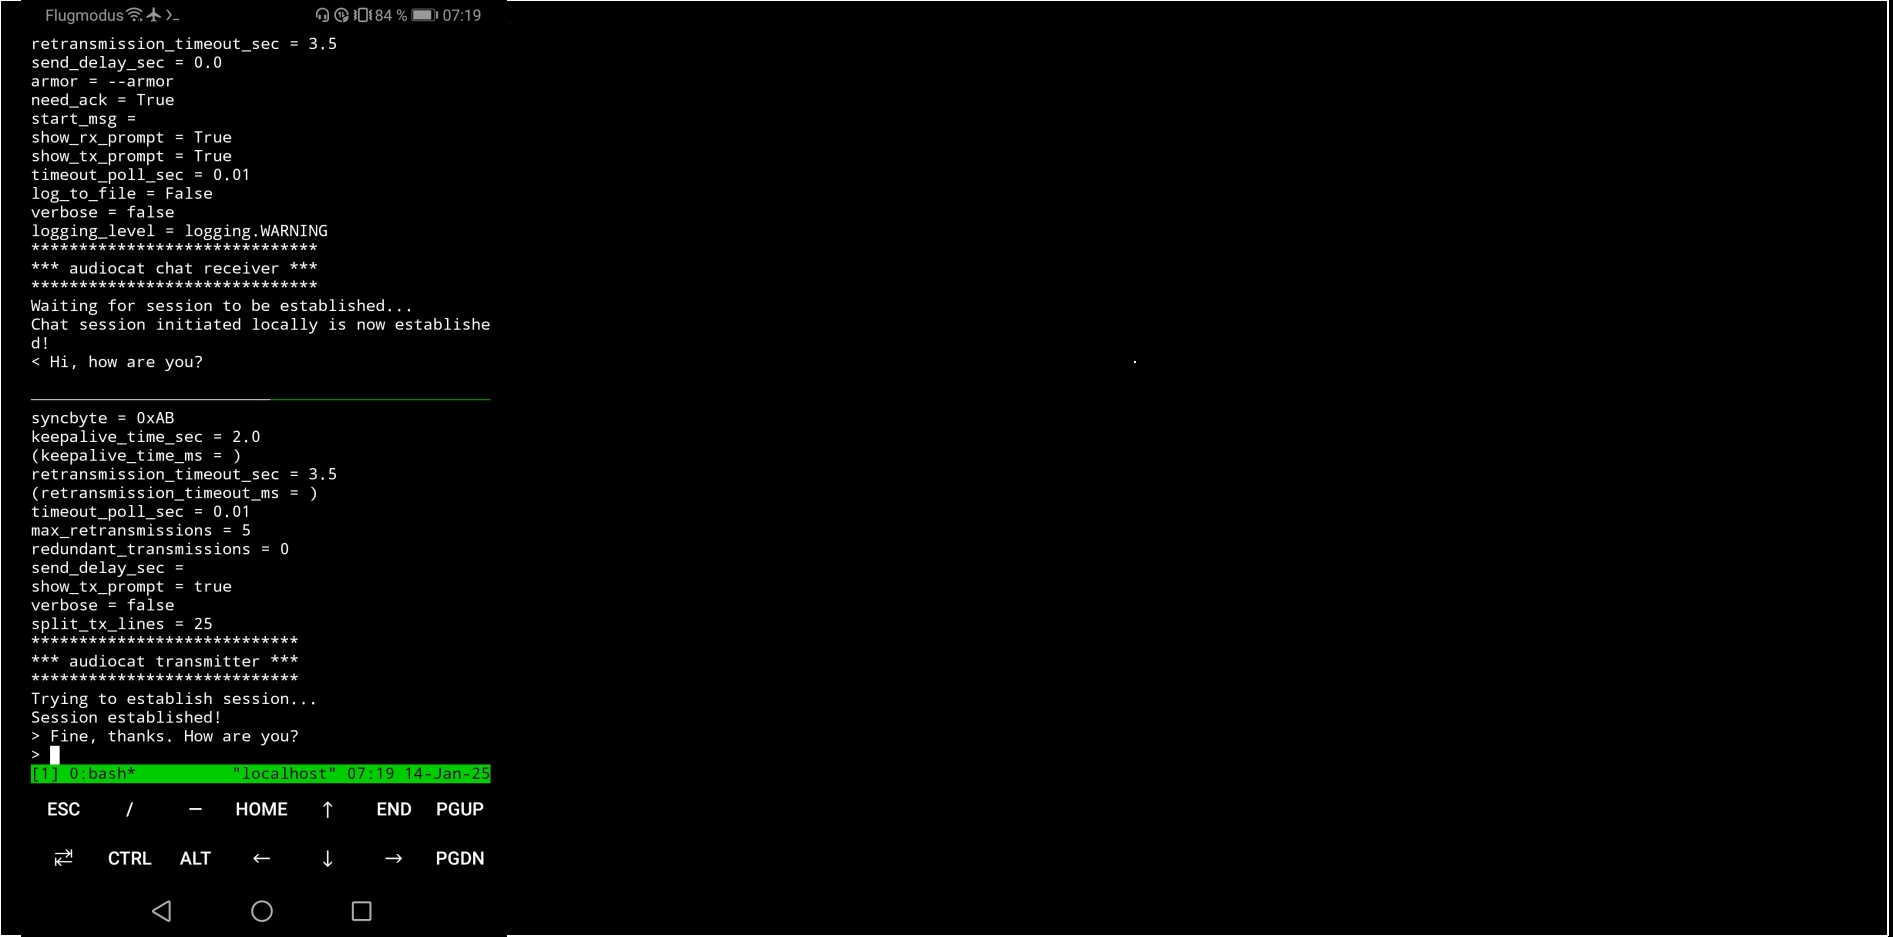 Flugmodus 84 % 07:19
retransmission_timeout_sec = 3.5
send_delay_sec = 0.0
armor = --armor
need_ack = True
start_msg =
show_rx_prompt = True
show_tx_prompt = True
timeout_poll_sec = 0.01
log_to_file = False
verbose = false
logging_level = logging.WARNING
******************************
*** audiocat chat receiver ***
******************************
Waiting for session to be established...
Chat session initiated locally is now establishe
d!
< Hi, how are you?
syncbyte = 0xAB
keepalive_time_sec = 2.0
(keepalive_time_ms = )
retransmission_timeout_sec = 3.5
(retransmission_timeout_ms = )
timeout_poll_sec = 0.01
max_retransmissions = 5
redundant_transmissions = 0
send_delay_sec =
show_tx_prompt = true
verbose = false
split_tx_lines = 25
****************************
*** audiocat transmitter ***
****************************
Trying to establish session...
Session established!
> Fine, thanks. How are you?
>
[1] 0:bash* "localhost" 07:19 14-Jan-25
ESC / — HOME ↑ END PGUP
⇄ CTRL ALT ← ↓ → PGDN